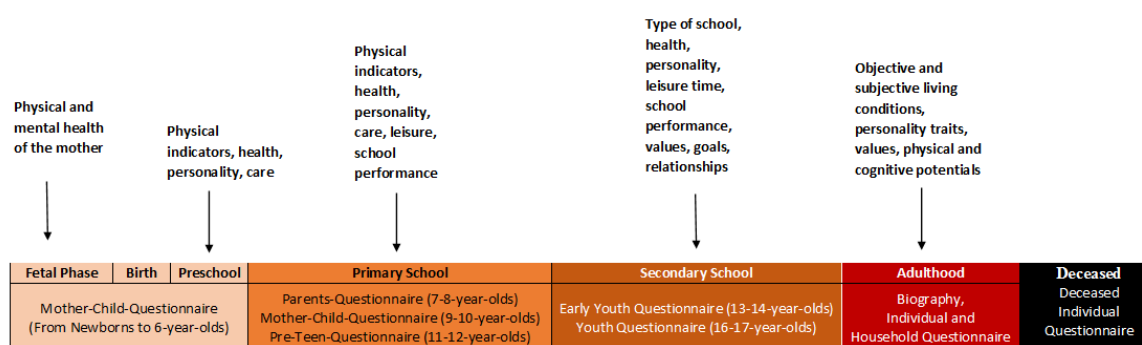 Physical and
mental health
of the mother
Physical
indicators, health,
personality, care
Physical
indicators,
health,
personality,
care, leisure,
school
performance
Type of school,
health,
personality,
leisure time,
school
performance,
values, goals,
relationships
Objective and
subjective living
conditions,
personality traits,
values, physical and
cognitive potentials
Fetal Phase
Birth
Preschool
Primary School
Secondary School
Adulthood
Deceased
Mother-Child-Questionnaire
(From Newborns to 6-year-olds)
Parents-Questionnaire (7-8-year-olds)
Mother-Child-Questionnaire (9-10-year-olds)
Pre-Teen-Questionnaire (11-12-year-olds)
Early Youth Questionnaire (13-14-year-olds)
Youth Questionnaire (16-17-year-olds)
Biography,
Individual and
Household Questionnaire
Deceased
Individual
Questionnaire